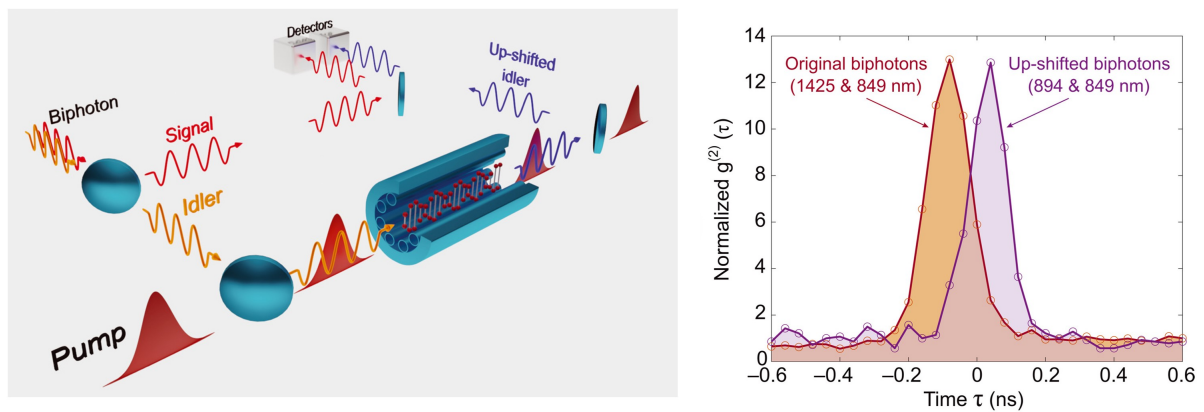 Detectors
Biphoton
Signal
Idler
Pump
Up-shifted
idler
Normalized g(2) (τ)
14
12
10
8
6
4
2
0
Original biphotons
(1425 & 849 nm)
Up-shifted biphotons
(894 & 849 nm)
–0.6
–0.4
–0.2
0
0.2
0.4
0.6
Time τ (ns)